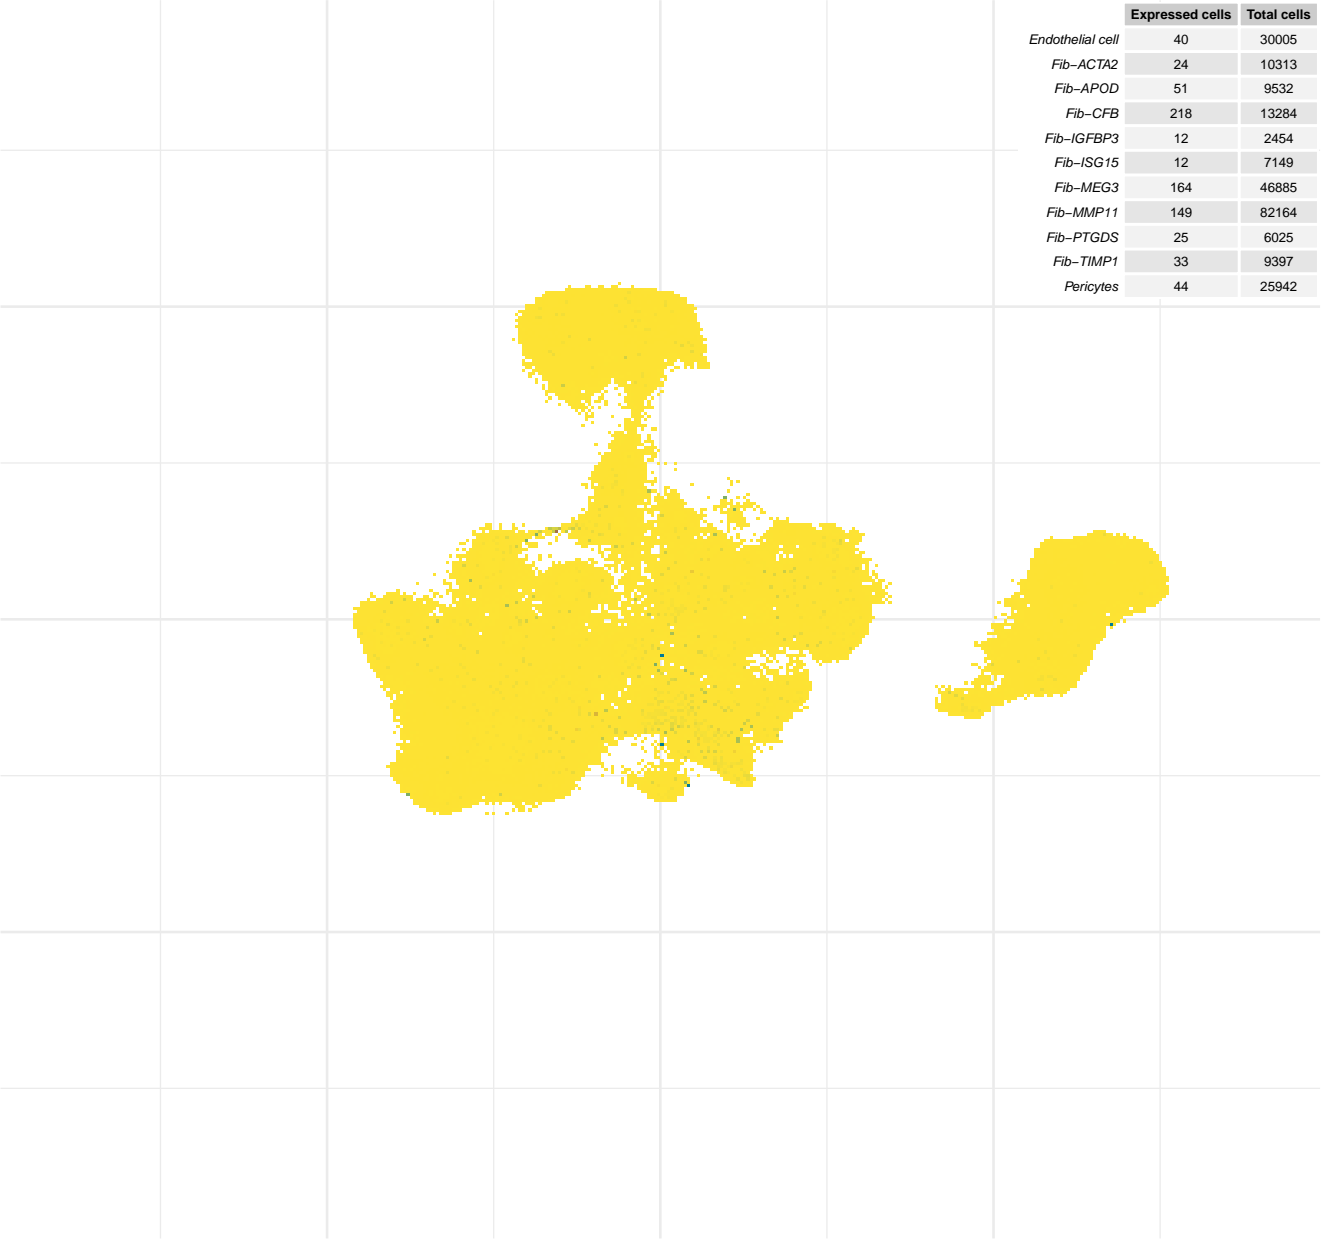 Expressed cells Total cells
Endothelial cell 40 30005
Fib−ACTA2 24 10313
Fib−APOD 51 9532
Fib−CFB 218 13284
Fib−IGFBP3 12 2454
Fib−ISG15 12 7149
Fib−MEG3 164 46885
Fib−MMP11 149 82164
Fib−PTGDS 25 6025
Fib−TIMP1 33 9397
Pericytes 44 25942